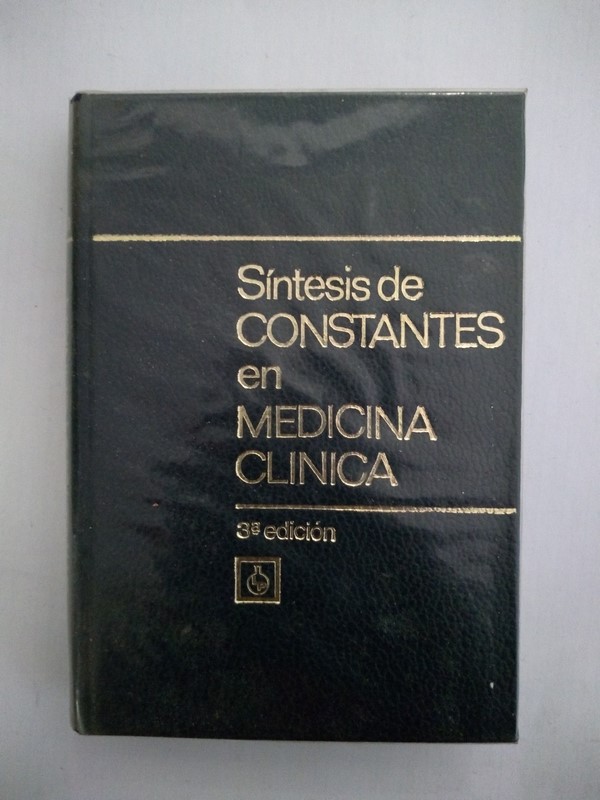 Síntesis de
CONSTANTES
en
MEDICINA
CLINICA
3ª edición